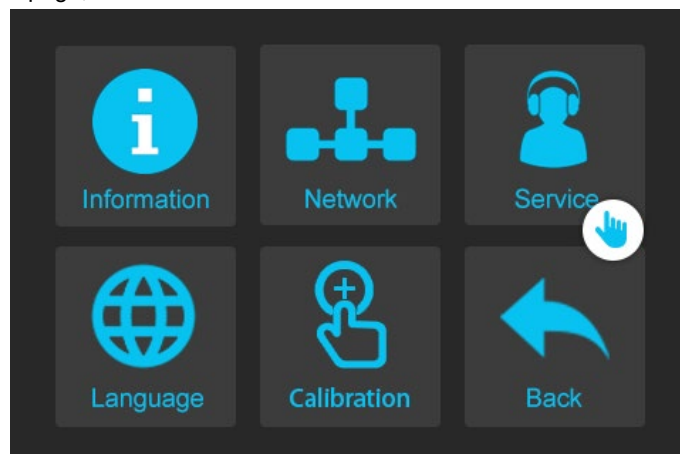 Information
Network
Service
Language
Calibration
Back